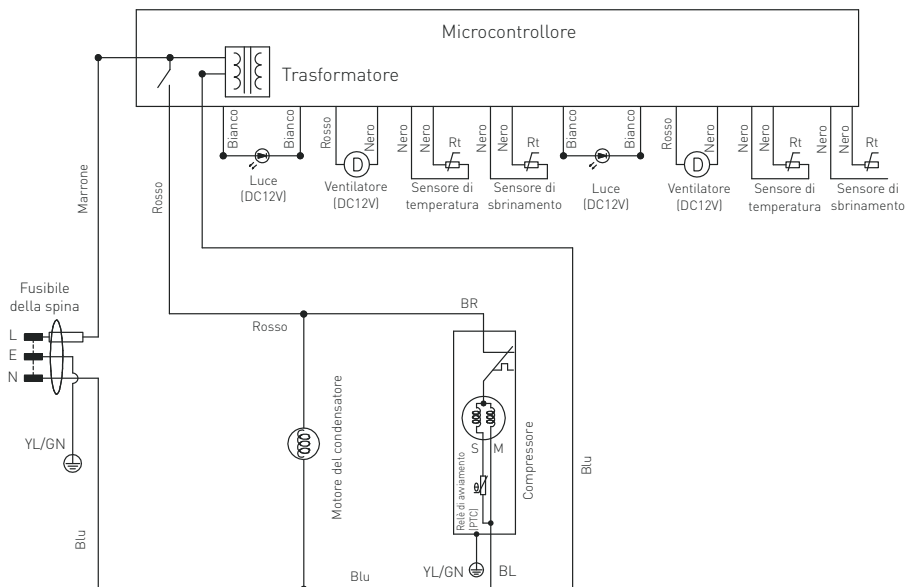 Microcontrollore
Trasformatore
Bianco
Bianco
Rosso
Nero
Nero
Nero
Nero
Nero
Bianco
Bianco
Rosso
Nero
Nero
Nero
Nero
Nero
Rt
Rt
Rt
Rt
D
D
Luce
(DC12V)
Ventilatore
(DC12V)
Sensore di
temperatura
Sensore di
sbrinamento
Luce
(DC12V)
Ventilatore
(DC12V)
Sensore di
temperatura
Sensore di
sbrinamento
Marrone
Rosso
Fusibile
della spina
L
E
N
YL/GN
Blu
Rosso
BR
Motore del condensatore
S
M
Relè di avviamento
(PTC)
θ
Compressore
Blu
YL/GN
BL
Blu